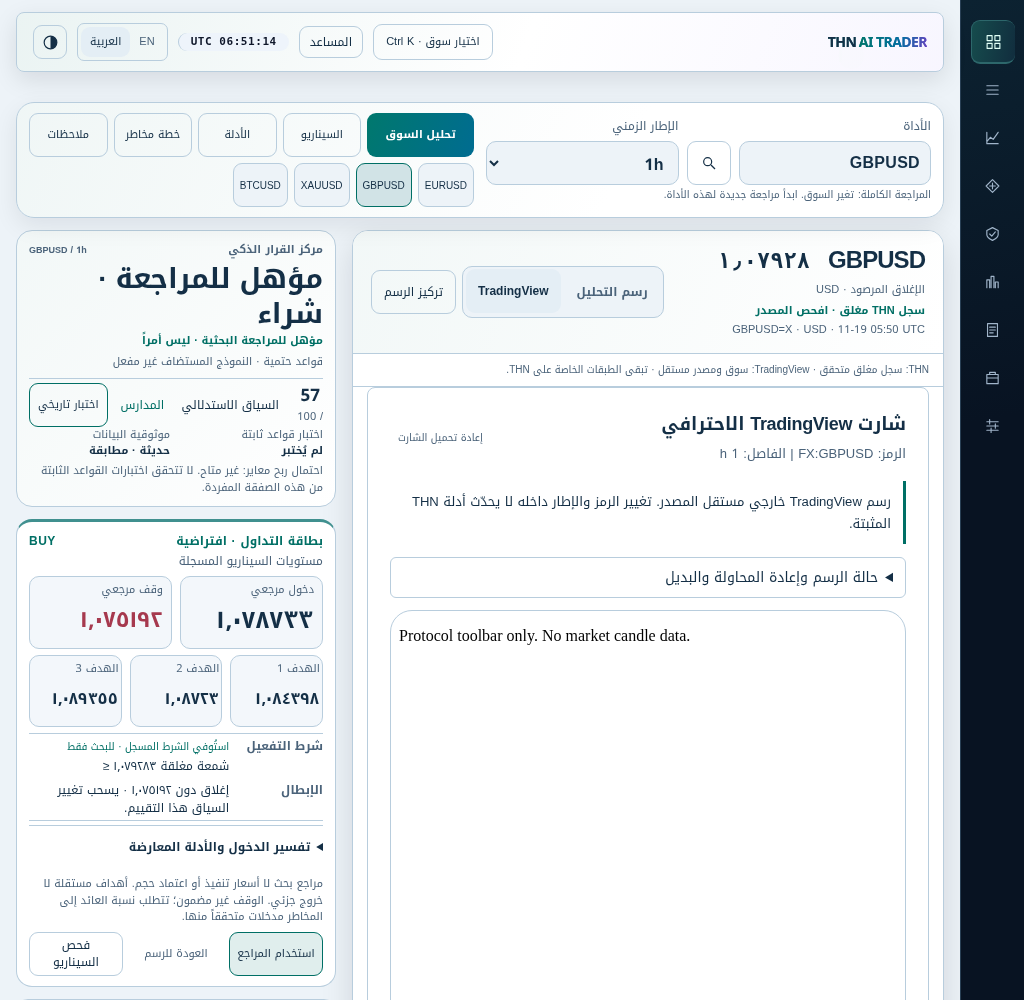 THN AI TRADER
اختيار سوق · Ctrl K
المساعد
UTC 06:51:14
EN
العربية
الأداة
GBPUSD
الإطار الزمني
1h
المراجعة الكاملة: تغير السوق. ابدأ مراجعة جديدة لهذه الأداة.
تحليل السوق
السيناريو
الأدلة
خطة مخاطر
ملاحظات
EURUSD
GBPUSD
XAUUSD
BTCUSD
GBPUSD
١٫٠٧٩٢٨
الإغلاق المرصود · USD
سجل THN مغلق · افحص المصدر
GBPUSD=X · USD · 11-19 05:50 UTC
رسم التحليل
TradingView
تركيز الرسم
THN: سجل مغلق متحقق · TradingView: سوق ومصدر مستقل · تبقى الطبقات الخاصة على THN.
شارت TradingView الاحترافي
الرمز: FX:GBPUSD | الفاصل: 1 h
إعادة تحميل الشارت
رسم TradingView خارجي مستقل المصدر. تغيير الرمز والإطار داخله لا يحدّث أدلة THN
المثبتة.
حالة الرسم وإعادة المحاولة والبديل
Protocol toolbar only. No market candle data.
مركز القرار الذكي
GBPUSD / 1h
مؤهل للمراجعة ·
شراء
مؤهل للمراجعة البحثية · ليس أمراً
قواعد حتمية · النموذج المستضاف غير مفعل
57
/ 100
السياق الاستدلالي
المدارس
اختبار تاريخي
اختبار قواعد ثابتة
لم يُختبر
موثوقية البيانات
حديثة · مطابقة
احتمال ربح معاير: غير متاح. لا تتحقق اختبارات القواعد الثابتة
من هذه الصفقة المفردة.
بطاقة التداول · افتراضية
BUY
مستويات السيناريو المسجلة
دخول مرجعي
١,٠٧٨٧٣٣
وقف مرجعي
١,٠٧٥١٩٢
الهدف 1
١,٠٨٤٣٩٨
الهدف 2
١,٠٨٧٢٣
الهدف 3
١,٠٨٩٣٥٥
شرط التفعيل
استُوفي الشرط المسجل · للبحث فقط
شمعة مغلقة ١,٠٧٩٢٨٣ ≤
الإبطال
إغلاق دون ١,٠٧٥١٩٢ · يسحب تغيير
السياق هذا التقييم.
تفسير الدخول والأدلة المعارضة
مراجع بحث لا أسعار تنفيذ أو اعتماد حجم. أهداف مستقلة لا
خروج جزئي. الوقف غير مضمون؛ تتطلب نسبة العائد إلى
المخاطر مدخلات متحققاً منها.
استخدام المراجع
العودة للرسم
فحص
السيناريو